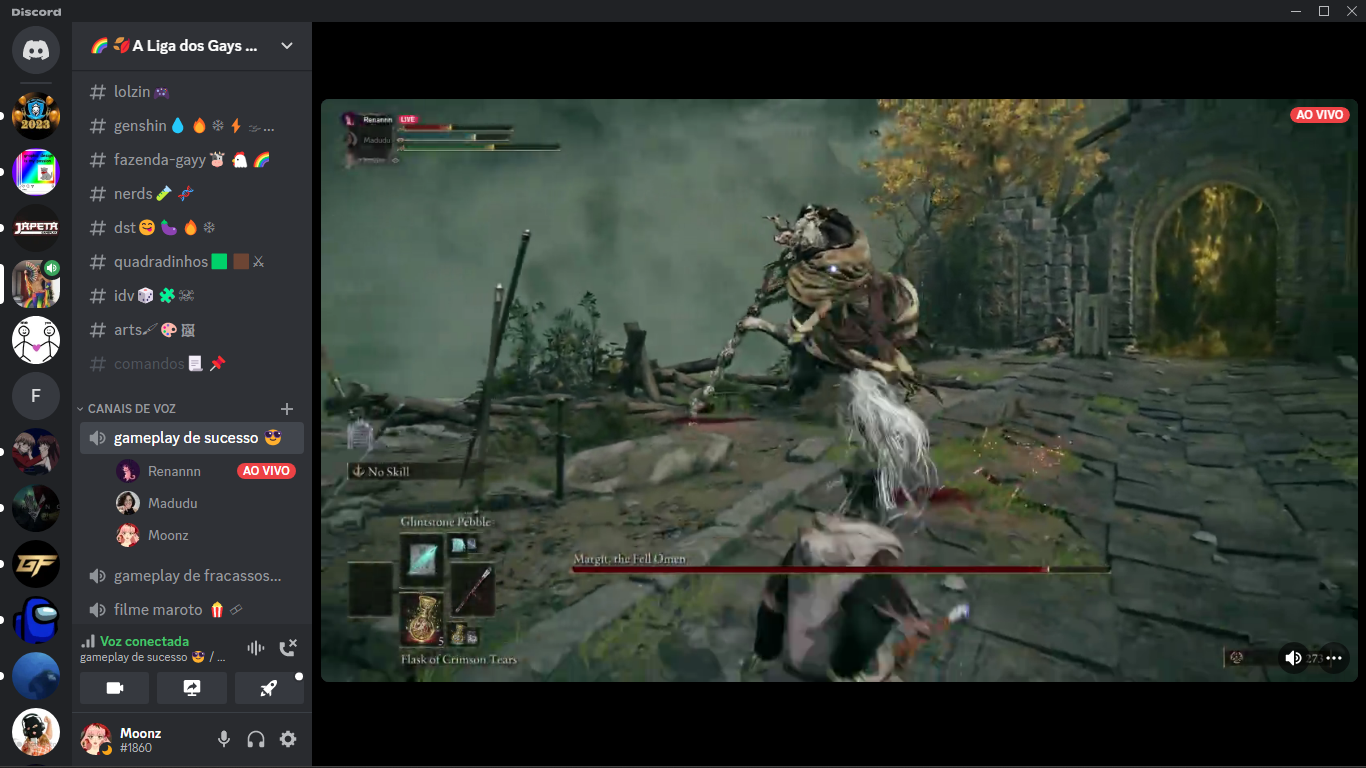 Discord
A Liga dos Gays ...
lolzin
genshin ...
fazenda-gayy
nerds
dst
quadradinhos
idv
arts
comandos
CANAIS DE VOZ
gameplay de sucesso
Renannn AO VIVO
Madudu
Moonz
gameplay de fracassos...
filme maroto
Voz conectada
gameplay de sucesso / ...
Moonz
#1860
2023
JAPETA
F
GF
Renannn LIVE
Madudu
AO VIVO
No Skill
Glintstone Pebble
5
Flask of Crimson Tears
Margit, the Fell Omen
273